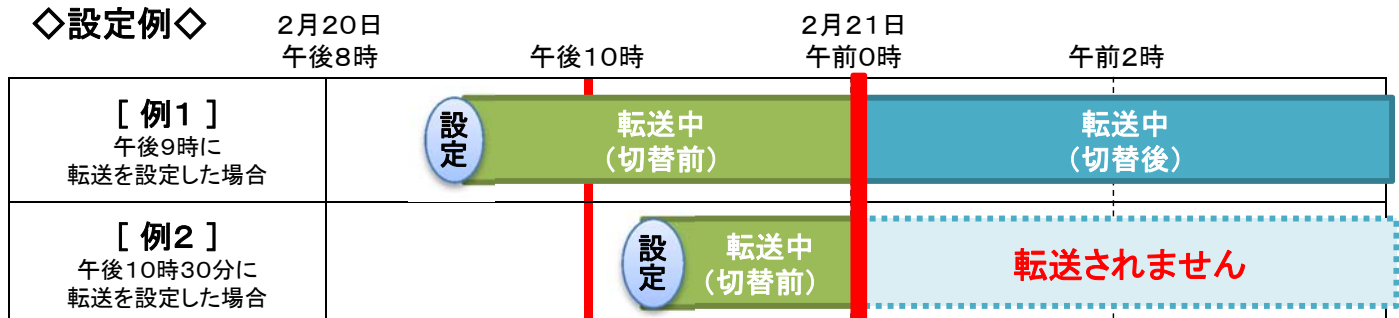 ◇設定例◇
2月20日
午後8時
午後10時
2月21日
午前0時
午前2時
[ 例1 ]
午後9時に
転送を設定した場合
設定
転送中
（切替前）
転送中
（切替後）
[ 例2 ]
午後10時30分に
転送を設定した場合
設定
転送中
（切替前）
転送されません